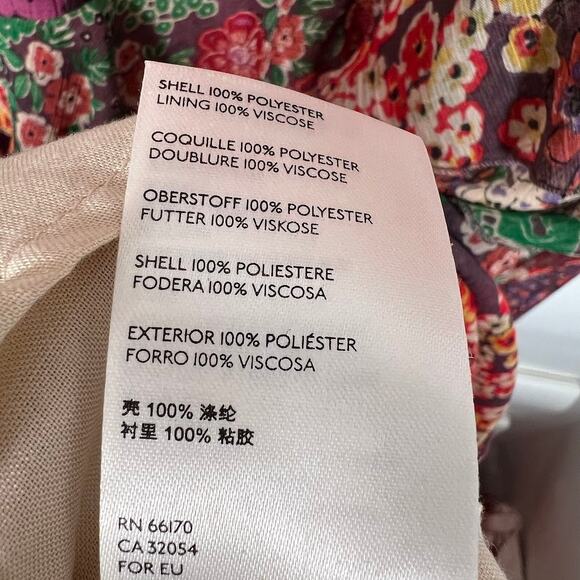 SHELL 100% POLYESTER
LINING 100% VISCOSE
COQUILLE 100% POLYESTER
DOUBLURE 100% VISCOSE
OBERSTOFF 100% POLYESTER
FUTTER 100% VISKOSE
SHELL 100% POLIESTERE
FODERA 100% VISCOSA
EXTERIOR 100% POLIÉSTER
FORRO 100% VISCOSA
壳 100% 涤纶
衬里 100% 粘胶
RN 66170
CA 32054
FOR EU